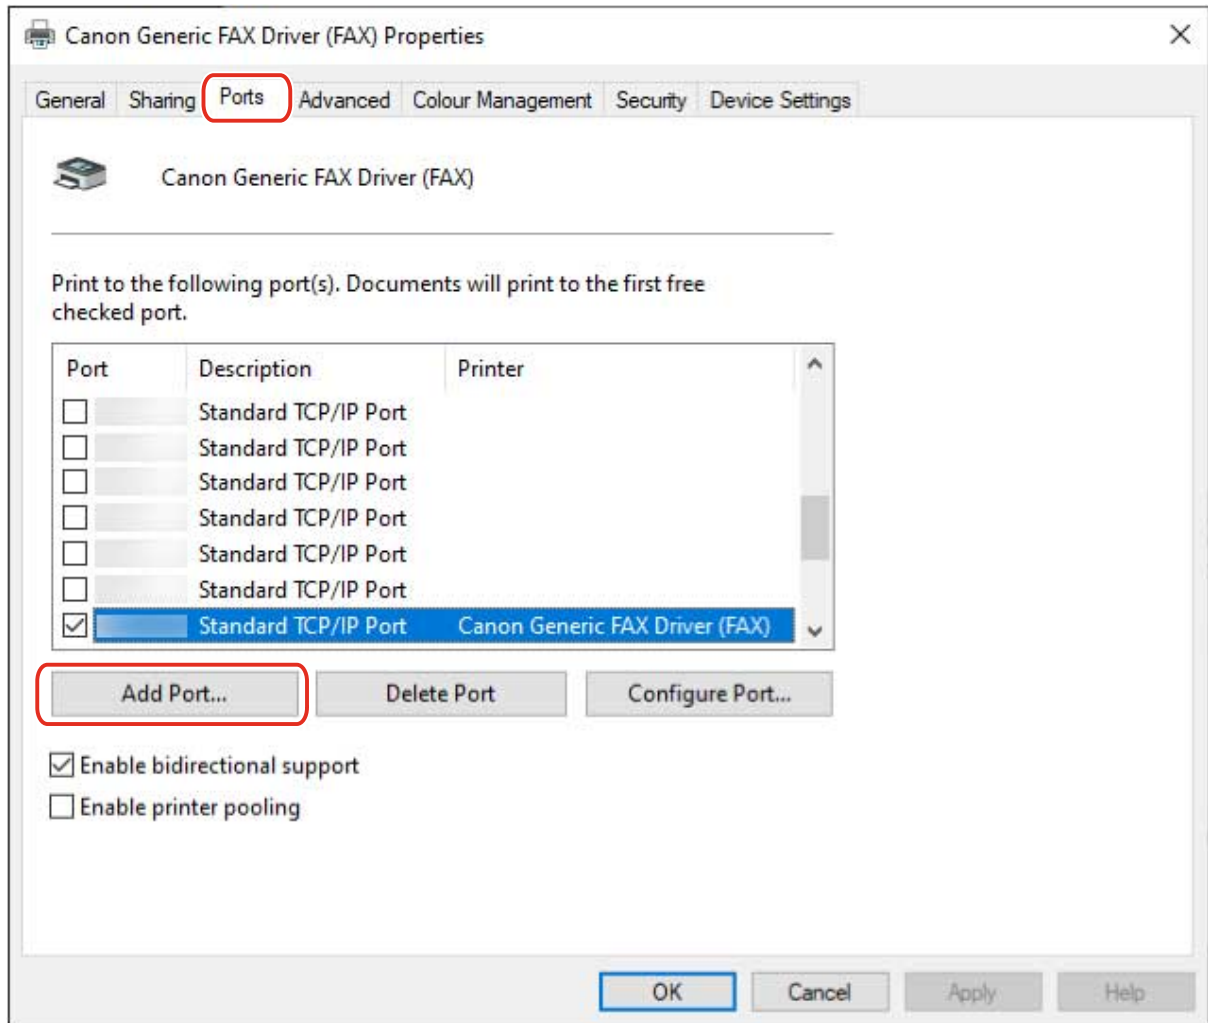 Canon Generic FAX Driver (FAX) Properties
General Sharing Ports Advanced Colour Management Security Device Settings
Canon Generic FAX Driver (FAX)
Print to the following port(s). Documents will print to the first free
checked port.
Port Description Printer
Standard TCP/IP Port
Standard TCP/IP Port
Standard TCP/IP Port
Standard TCP/IP Port
Standard TCP/IP Port
Standard TCP/IP Port
Standard TCP/IP Port Canon Generic FAX Driver (FAX)
Add Port... Delete Port Configure Port...
Enable bidirectional support
Enable printer pooling
OK Cancel Apply Help